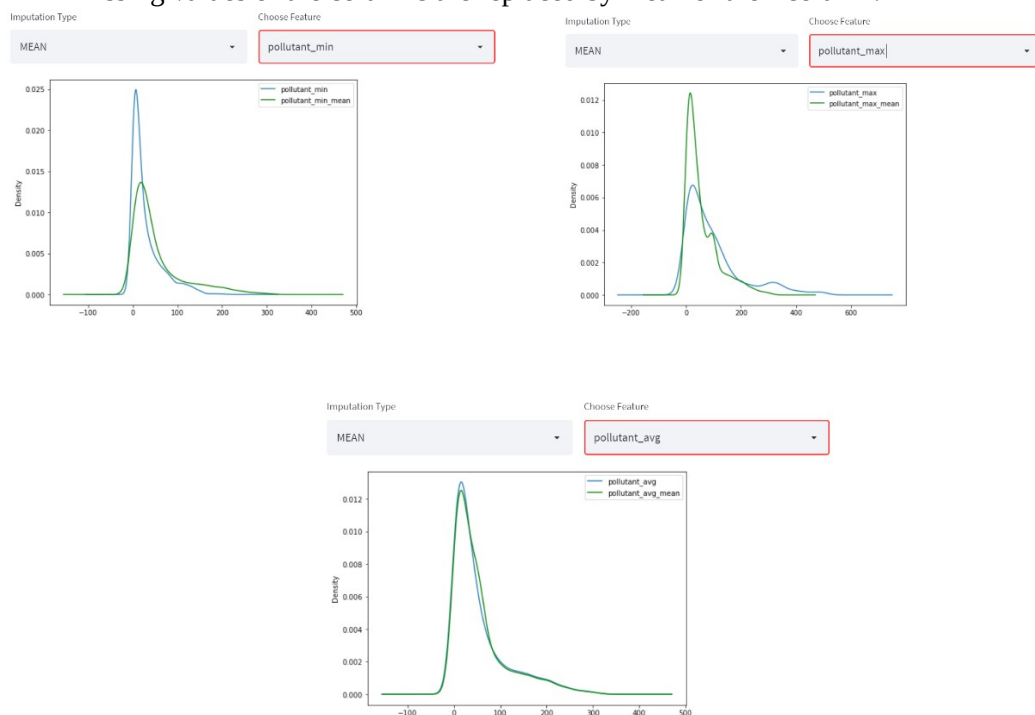 Imputation Type Choose Feature
MEAN pollutant_min
0.025
0.020
0.015
0.010
0.005
0.000
Density
pollutant_min
pollutant_min_mean
−100 0 100 200 300 400 500
Imputation Type Choose Feature
MEAN pollutant_max
0.012
0.010
0.008
0.006
0.004
0.002
0.000
Density
pollutant_max
pollutant_max_mean
−200 0 200 400 600
Imputation Type Choose Feature
MEAN pollutant_avg
0.012
0.010
0.008
0.006
0.004
0.002
0.000
Density
pollutant_avg
pollutant_avg_mean
−100 0 100 200 300 400 500